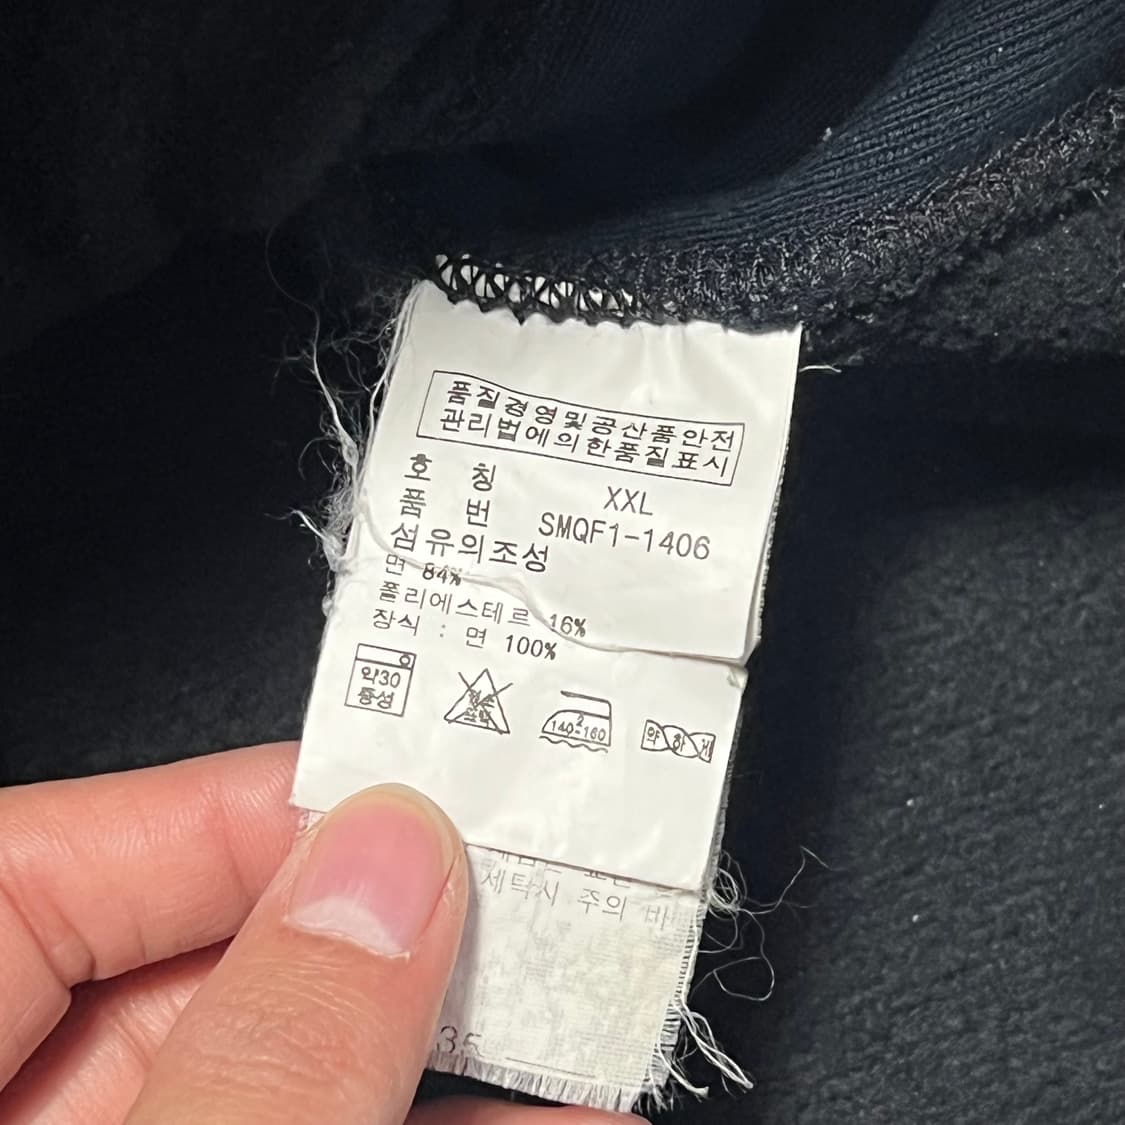 품질경영및공산품안전
관리법에의한품질표시
호 칭 XXL
품 번 SMQF1-1406
섬유의조성
면 84%
폴리에스테르 16%
장식 : 면 100%
약30
중성
140~160
약하게
세탁시 주의